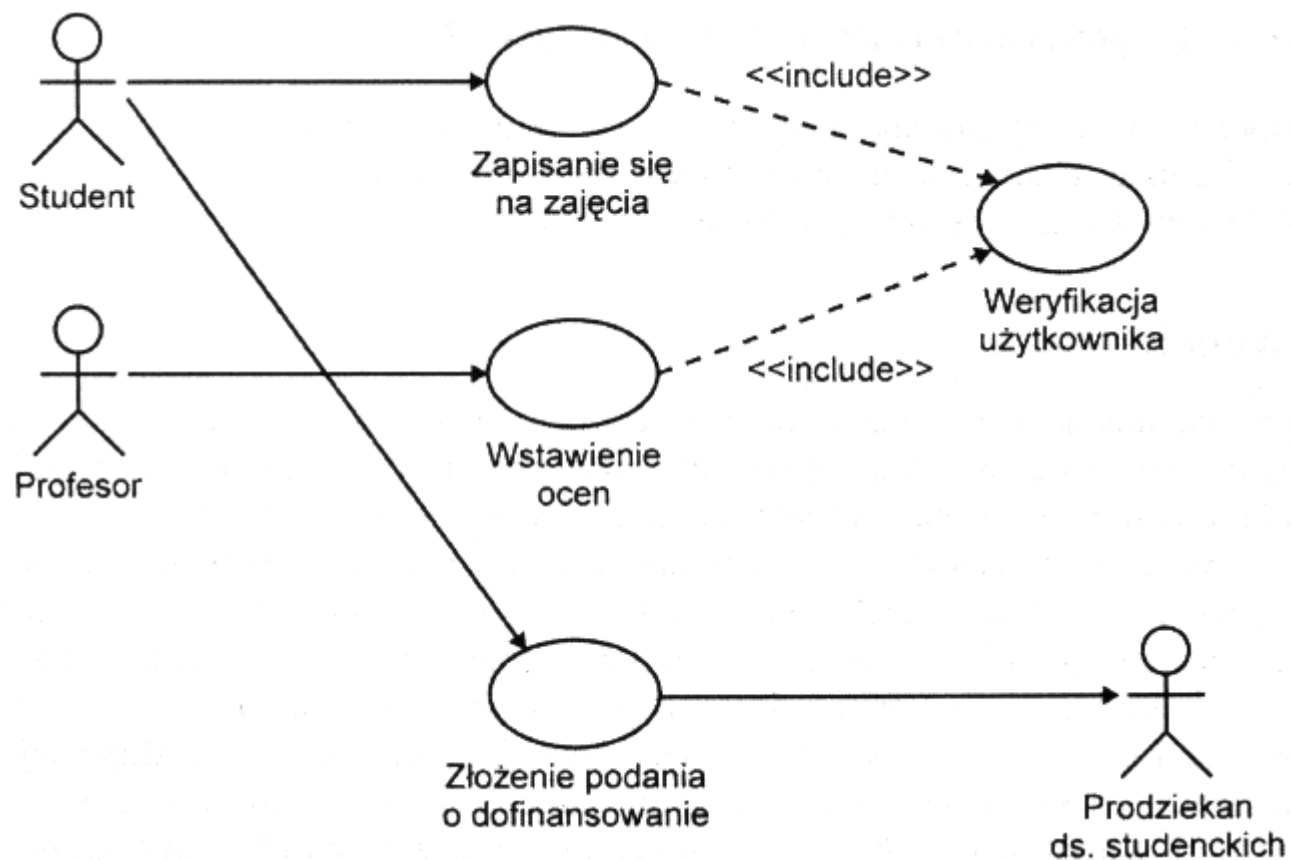 Student
Zapisanie się
na zajęcia
<<include>>
Weryfikacja
użytkownika
Profesor
Wstawienie
ocen
<<include>>
Złożenie podania
o dofinansowanie
Prodziekan
ds. studenckich